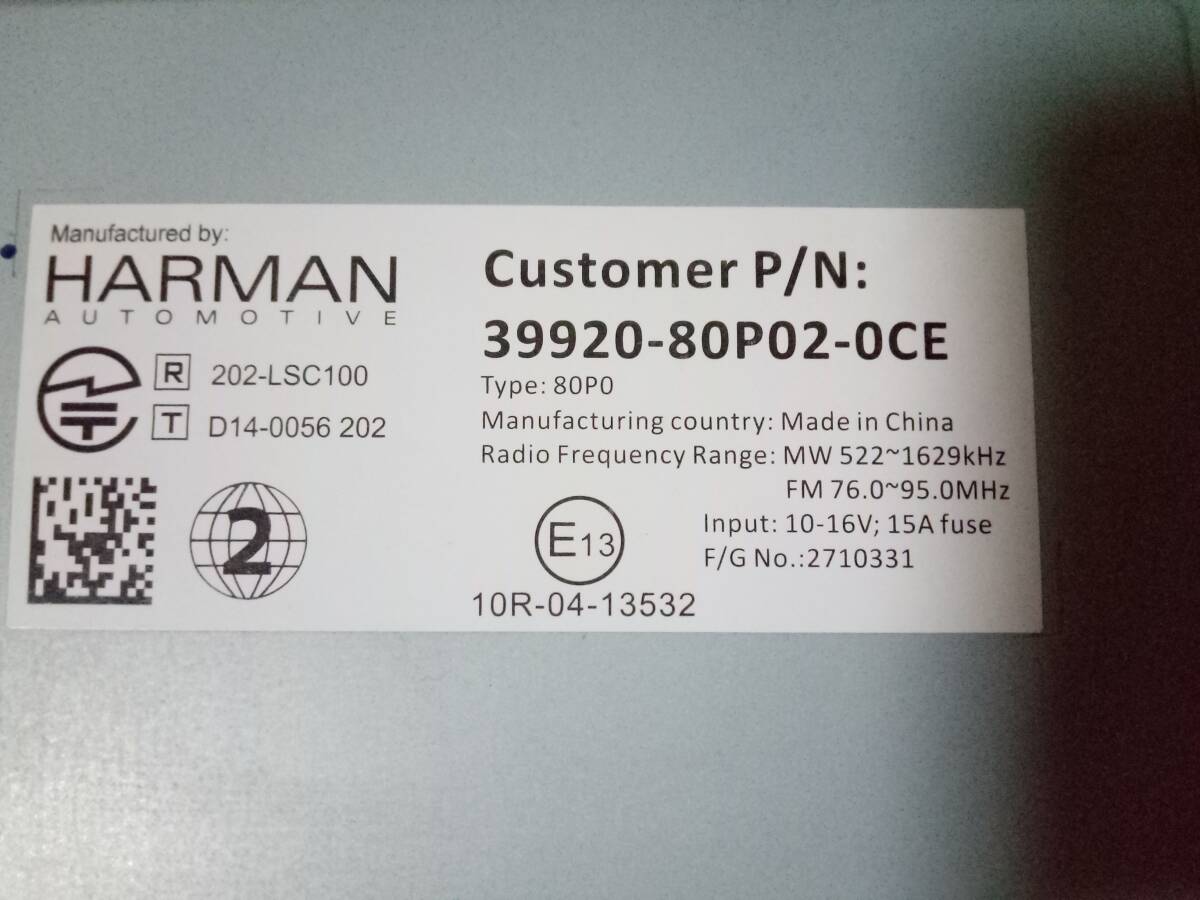 Manufactured by:
HARMAN
AUTOMOTIVE
R 202-LSC100
T D14-0056 202
2
Customer P/N:
39920-80P02-0CE
Type: 80P0
Manufacturing country: Made in China
Radio Frequency Range: MW 522~1629kHz
FM 76.0~95.0MHz
Input: 10-16V; 15A fuse
F/G No.:2710331
E13
10R-04-13532